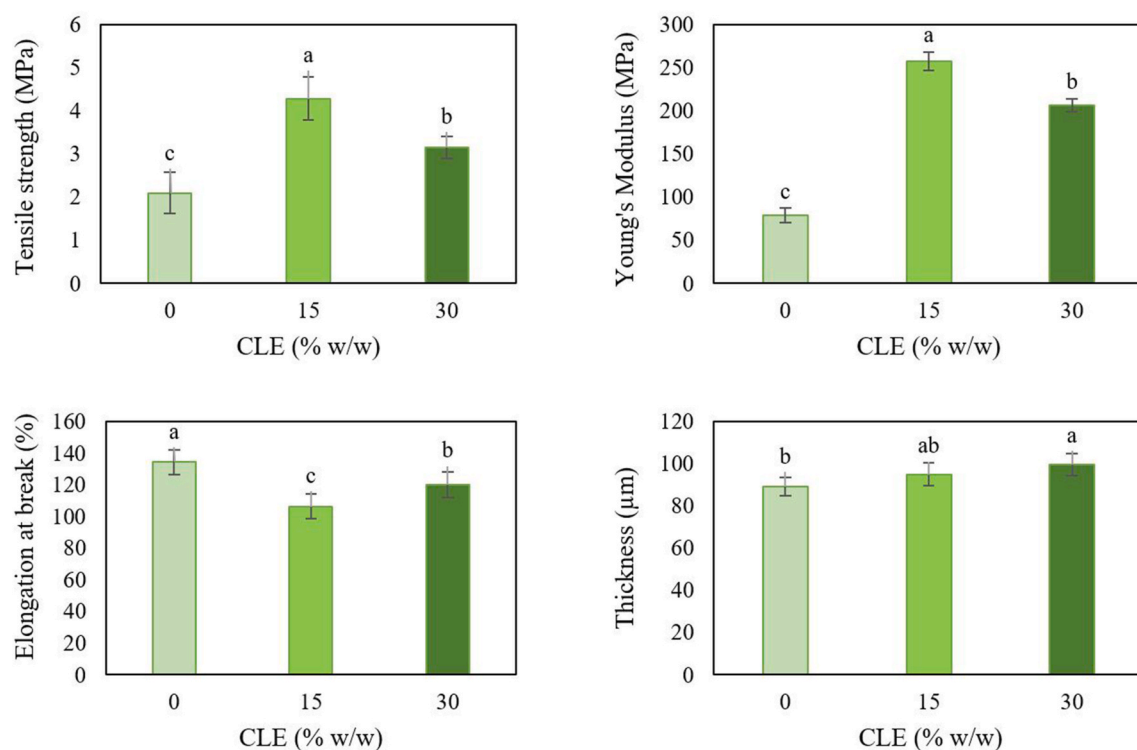 Tensile strength (MPa)
6
5
4
3
2
1
0
c
a
b
0 15 30
CLE (% w/w)
Young's Modulus (MPa)
300
250
200
150
100
50
0
c
a
b
0 15 30
CLE (% w/w)
Elongation at break (%)
160
140
120
100
80
60
40
20
0
a
c
b
0 15 30
CLE (% w/w)
Thickness (μm)
120
100
80
60
40
20
0
b
ab
a
0 15 30
CLE (% w/w)